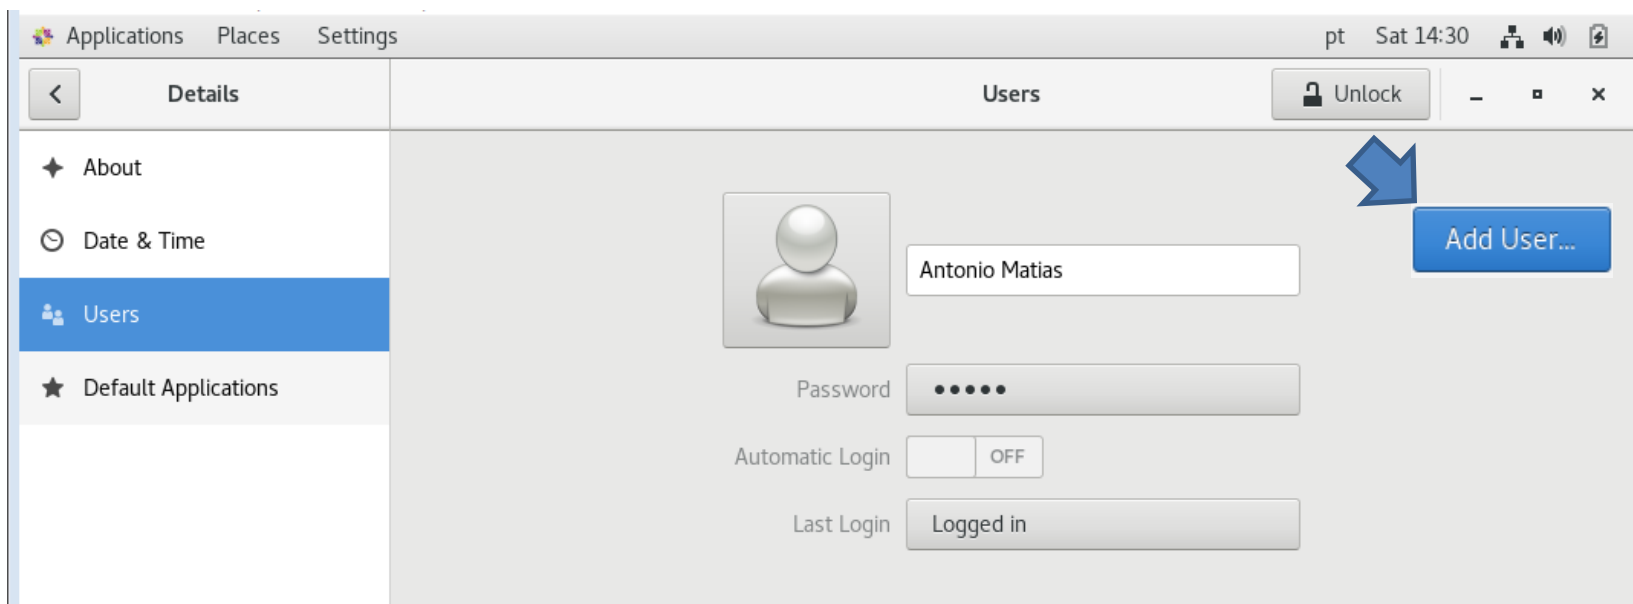 Applications Places Settings pt Sat 14:30
Details Users Unlock
About
Date & Time
Users
Default Applications
Add User...
Antonio Matias
Password •••••
Automatic Login OFF
Last Login Logged in